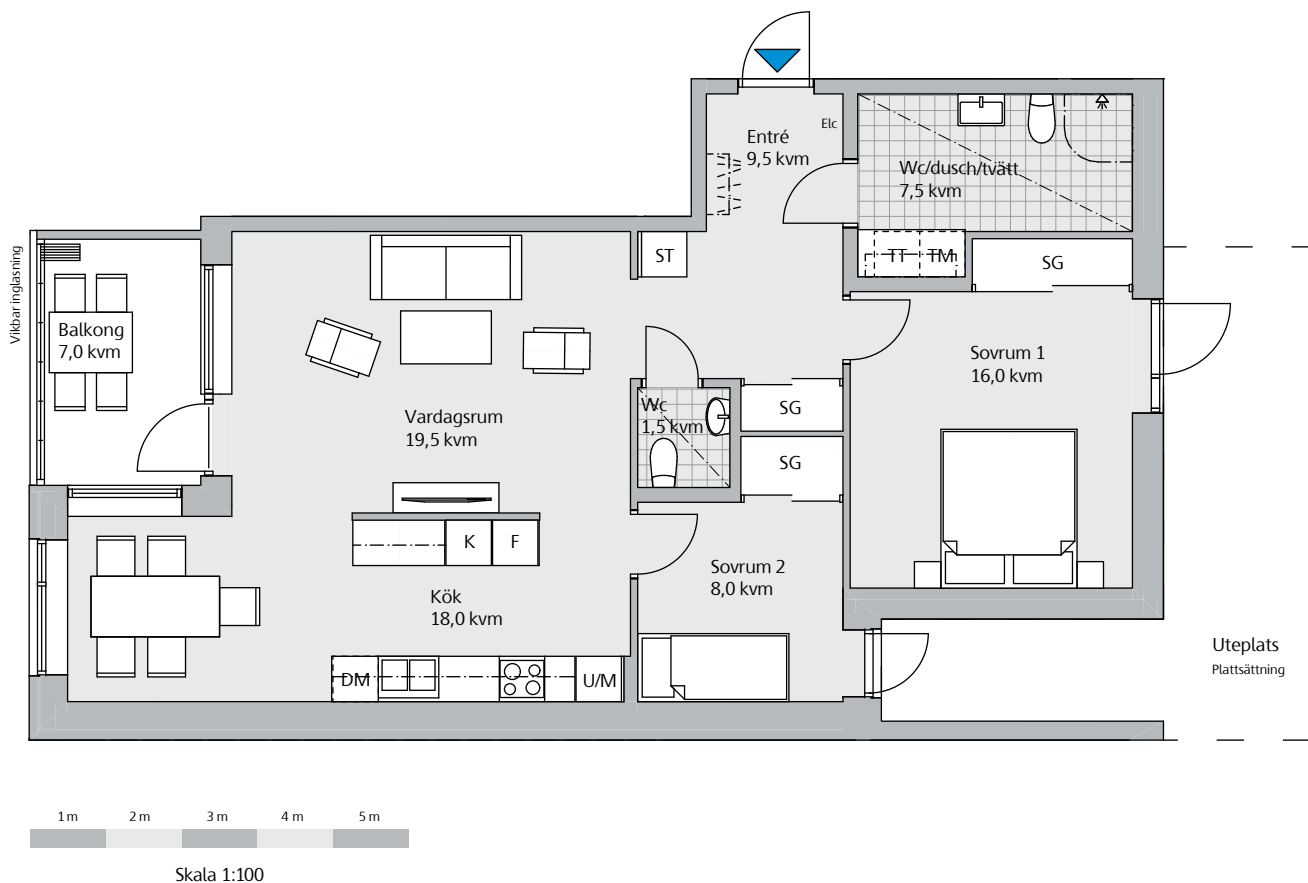 Elc
Entré
9,5 kvm
Wc/dusch/tvätt
7,5 kvm
ST
TT
TM
SG
Vikbar inglasning
Balkong
7,0 kvm
Sovrum 1
16,0 kvm
Vardagsrum
19,5 kvm
Wc
1,5 kvm
SG
SG
K
F
Kök
18,0 kvm
Sovrum 2
8,0 kvm
DM
U/M
Uteplats
Plattsättning
1 m
2 m
3 m
4 m
5 m
Skala 1:100